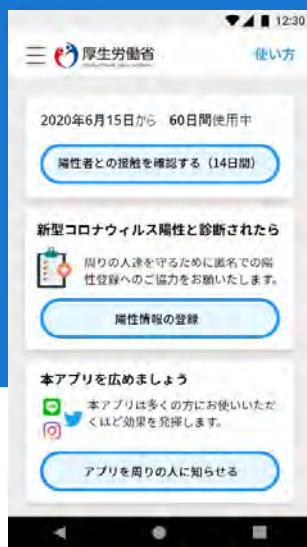 12:30
厚生労働省
使い方
2020年6月15日から 60日間使用中
陽性者との接触を確認する（14日間）
新型コロナウィルス陽性と診断されたら
周りの人達を守るために匿名での陽
性登録へのご協力をお願いいたします。
陽性情報の登録
本アプリを広めましょう
本アプリは多くの方にお使いいただ
くほど効果を発揮します。
アプリを周りの人に知らせる